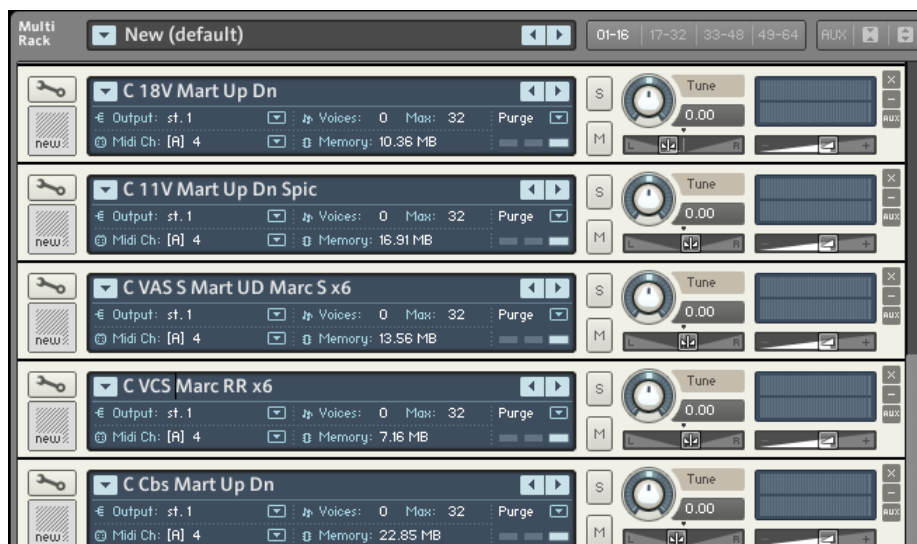 Multi Rack New (default) 01-16 17-32 33-48 49-64 AUX
C 18V Mart Up Dn S Tune
Output: st.1 Voices: 0 Max: 32 Purge 0.00 AUX
new Midi Ch: [A] 4 Memory: 10.36 MB M L R - +
C 11V Mart Up Dn Spic S Tune
Output: st.1 Voices: 0 Max: 32 Purge 0.00 AUX
new Midi Ch: [A] 4 Memory: 16.91 MB M L R - +
C VAS S Mart UD Marc S x6 S Tune
Output: st.1 Voices: 0 Max: 32 Purge 0.00 AUX
new Midi Ch: [A] 4 Memory: 13.56 MB M L R - +
C VCS Marc RR x6 S Tune
Output: st.1 Voices: 0 Max: 32 Purge 0.00 AUX
new Midi Ch: [A] 4 Memory: 7.16 MB M L R - +
C Cbs Mart Up Dn S Tune
Output: st.1 Voices: 0 Max: 32 Purge 0.00 AUX
new Midi Ch: [A] 4 Memory: 22.85 MB M L R - +